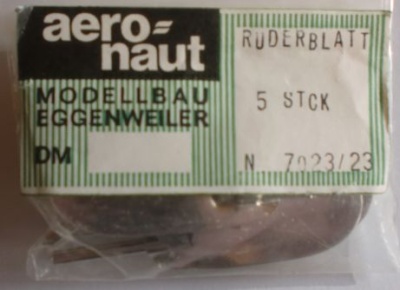 aero=
naut
MODELLBAU
EGGENWEILER
DM
RUDERBLATT
5 STCK
N 7023/23